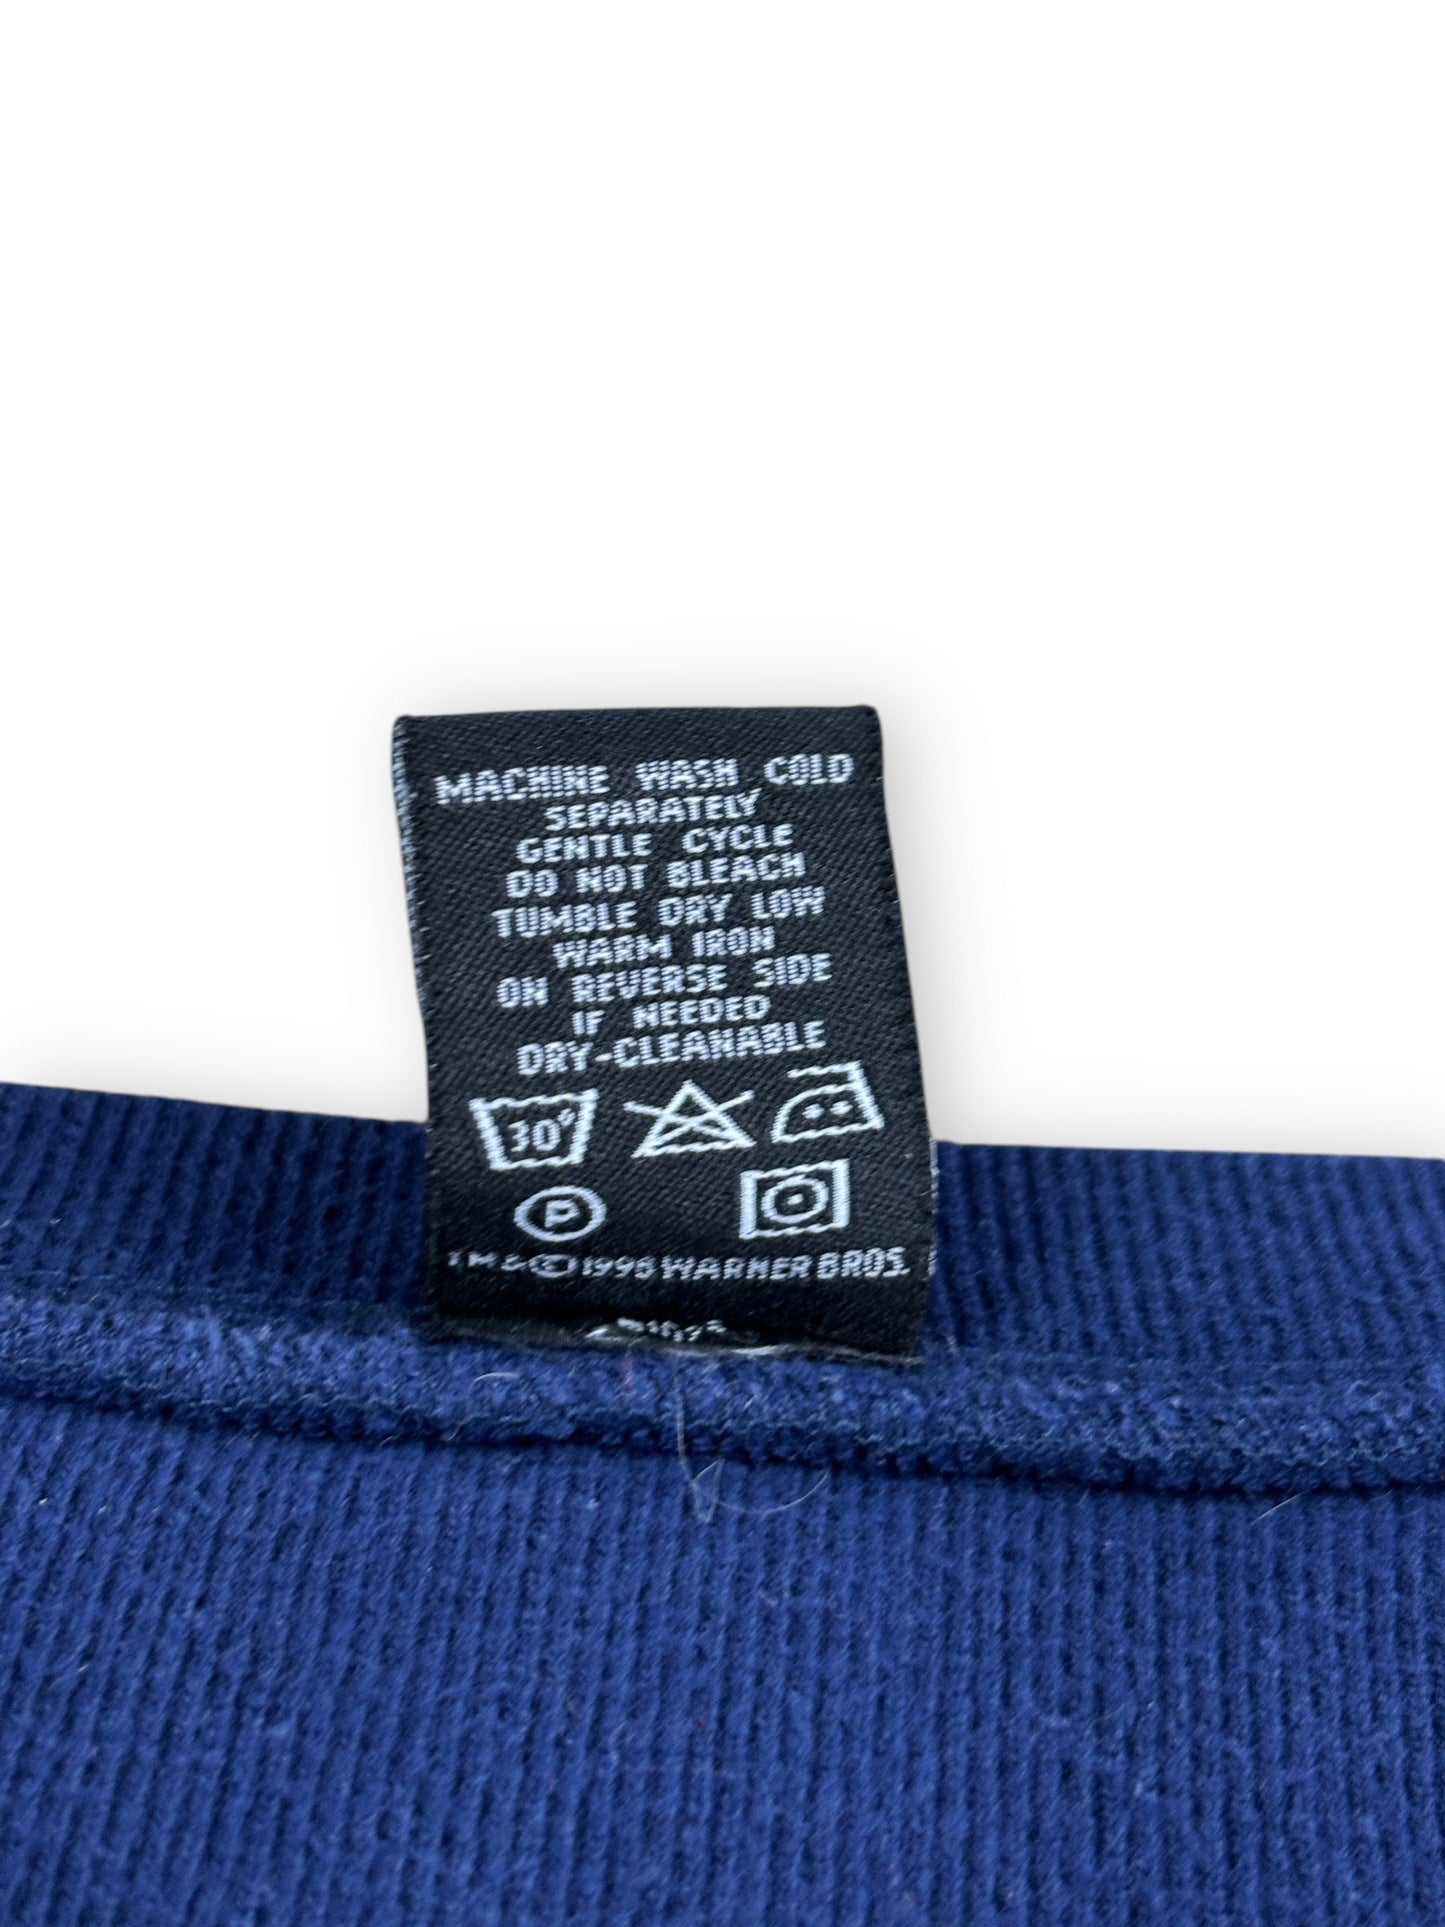 MACHINE WASH COLD
SEPARATELY
GENTLE CYCLE
DO NOT BLEACH
TUMBLE DRY LOW
WARM IRON
ON REVERSE SIDE
IF NEEDED
DRY-CLEANABLE
30°
P
TM & © WARNER BROS.